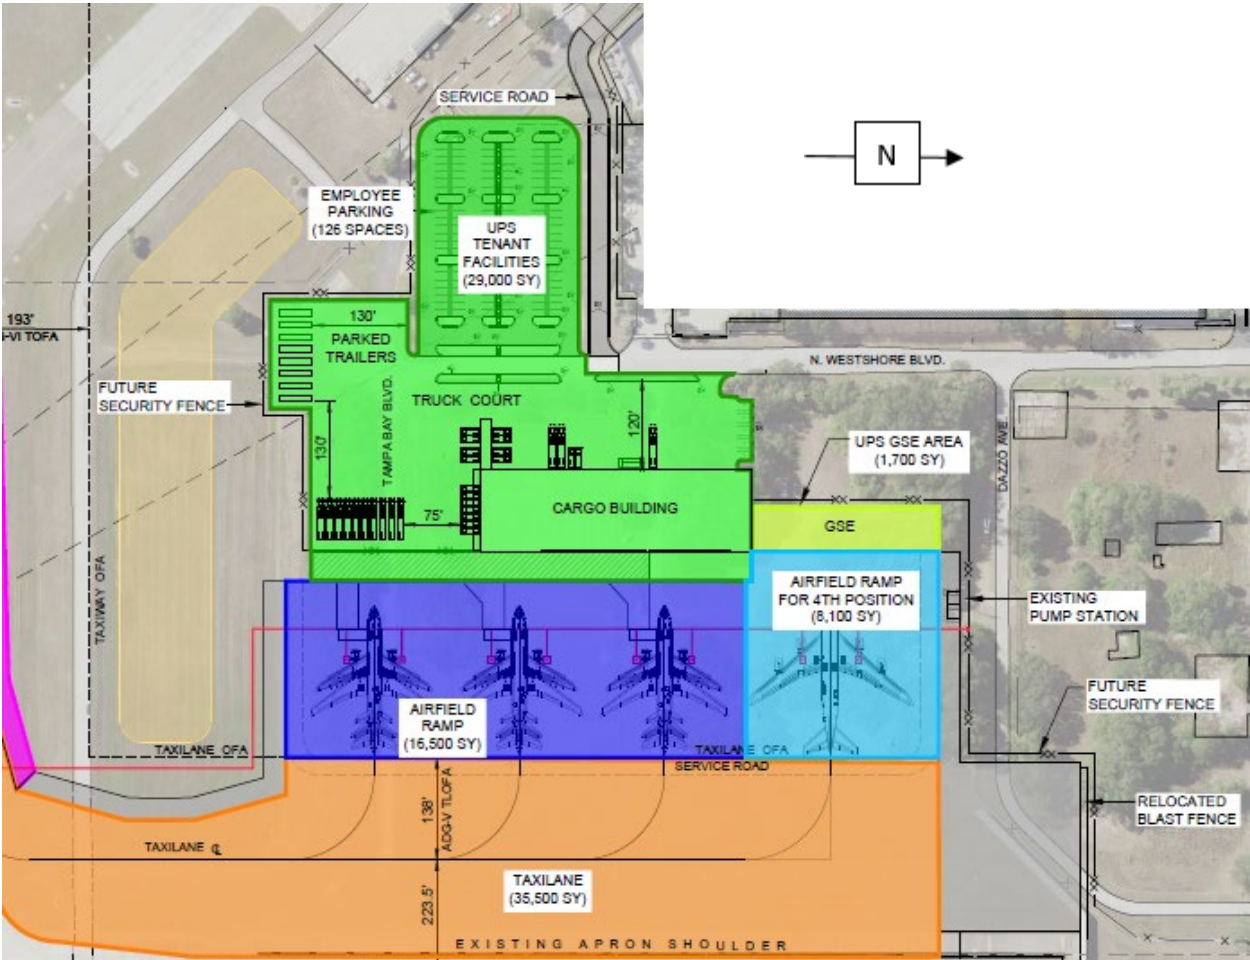 SERVICE ROAD
N
EMPLOYEE
PARKING
(126 SPACES)
UPS
TENANT
FACILITIES
(29,000 SY)
193'
I-VI TOFA
130'
PARKED
TRAILERS
N. WESTSHORE BLVD.
FUTURE
SECURITY FENCE
TAMPA BAY BLVD.
TRUCK COURT
120'
130'
UPS GSE AREA
(1,700 SY)
DAZZO AVE.
75'
CARGO BUILDING
GSE
TAXIWAY OFA
AIRFIELD RAMP
FOR 4TH POSITION
(8,100 SY)
EXISTING
PUMP STATION
FUTURE
SECURITY FENCE
AIRFIELD
RAMP
(16,500 SY)
TAXILANE OFA
TAXILANE OFA
SERVICE ROAD
138'
ADG-V TLOFA
RELOCATED
BLAST FENCE
TAXILANE ℄
TAXILANE
(35,500 SY)
223.5'
EXISTING APRON SHOULDER